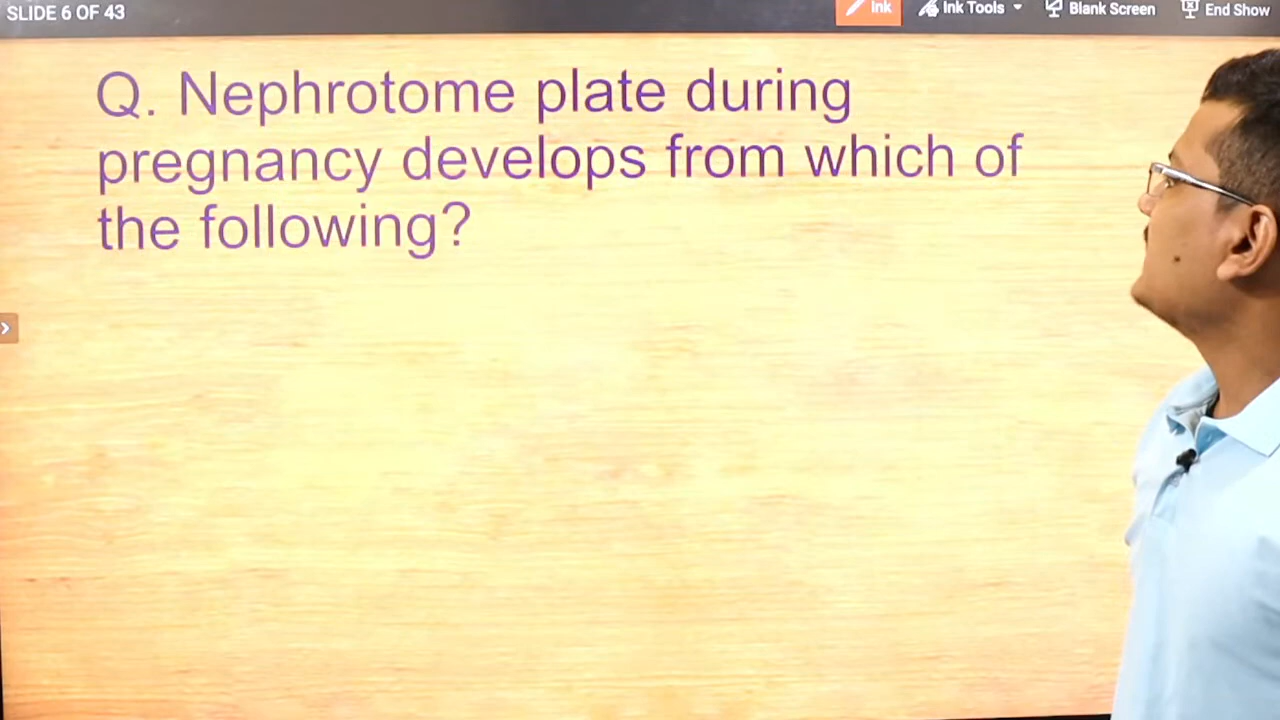 SLIDE 6 OF 43
Ink
Ink Tools
Blank Screen
End Show
Q. Nephrotome plate during
pregnancy develops from which of
the following?